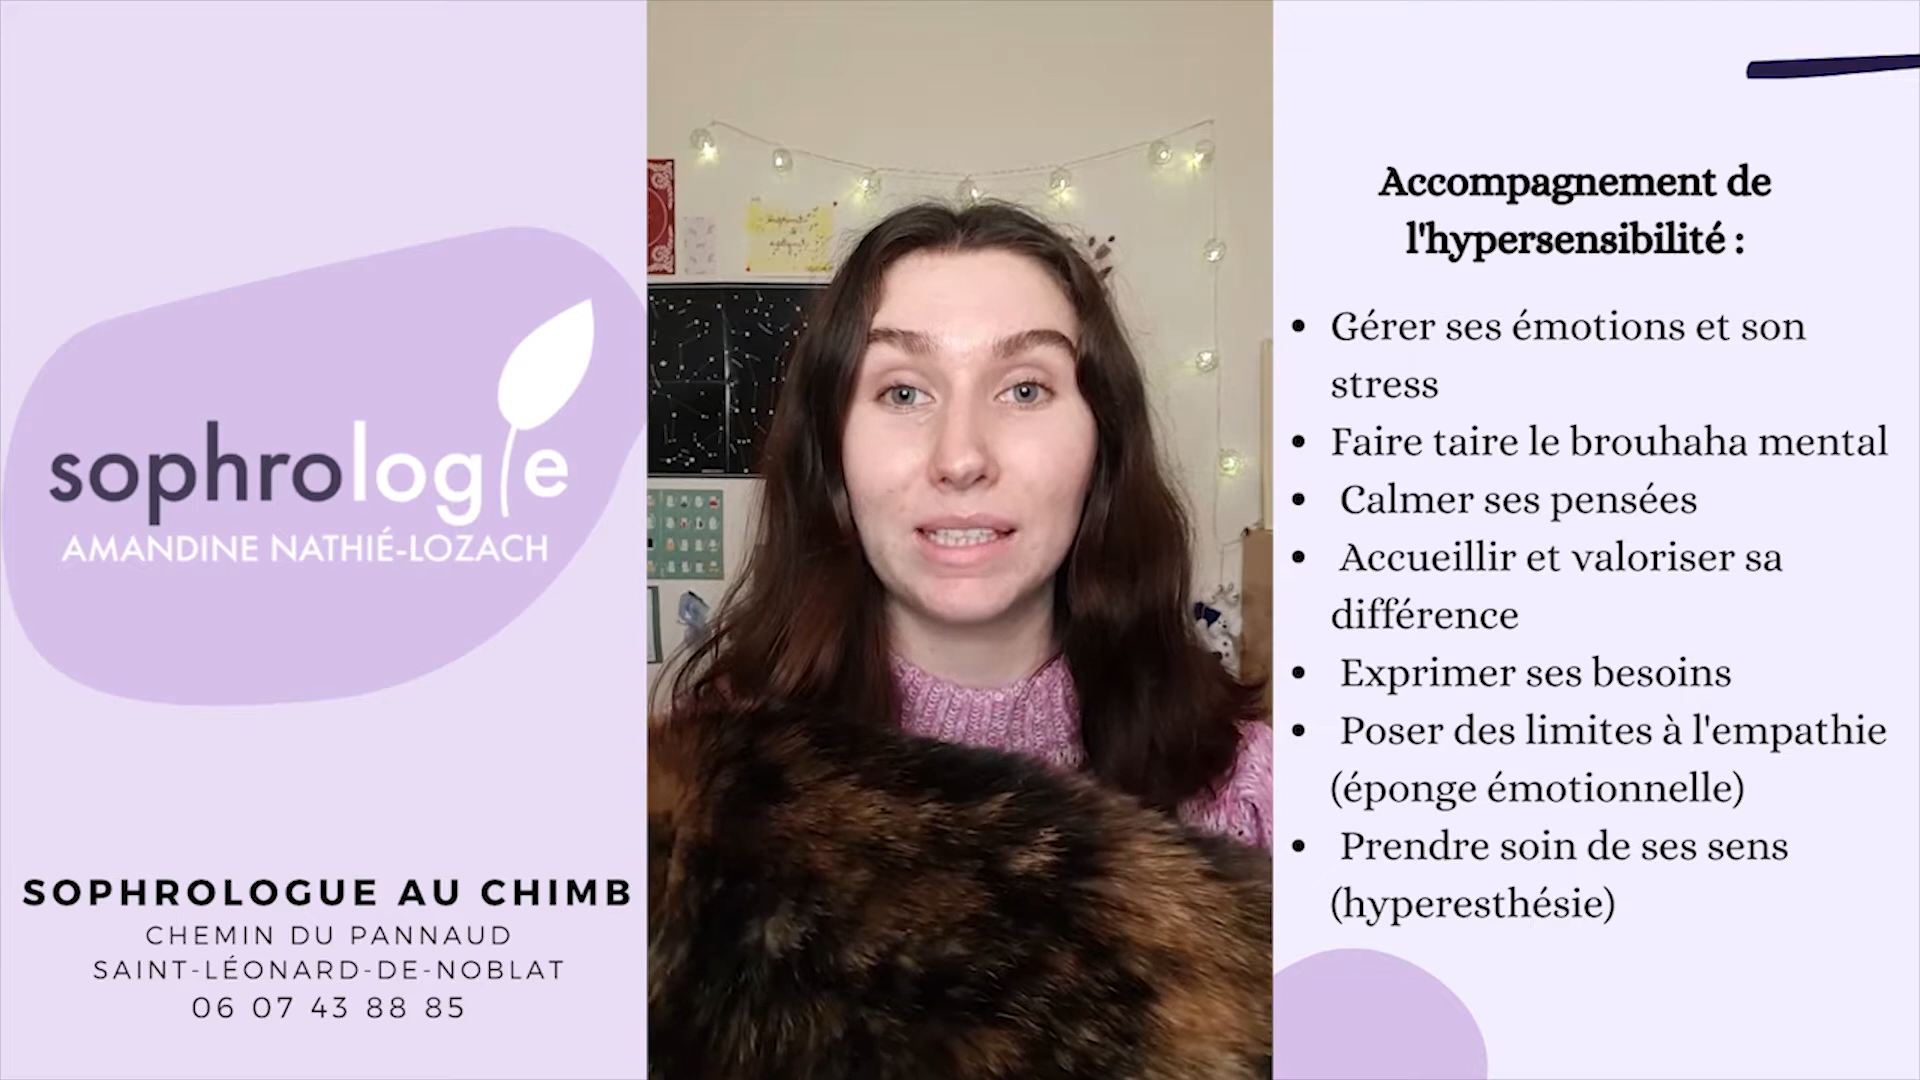 sophrologie
AMANDINE NATHIÉ-LOZACH
SOPHROLOGUE AU CHIMB
CHEMIN DU PANNAUD
SAINT-LÉONARD-DE-NOBLAT
06 07 43 88 85
Accompagnement de
l'hypersensibilité :
• Gérer ses émotions et son
stress
• Faire taire le brouhaha mental
• Calmer ses pensées
• Accueillir et valoriser sa
différence
• Exprimer ses besoins
• Poser des limites à l'empathie
(éponge émotionnelle)
• Prendre soin de ses sens
(hyperesthésie)